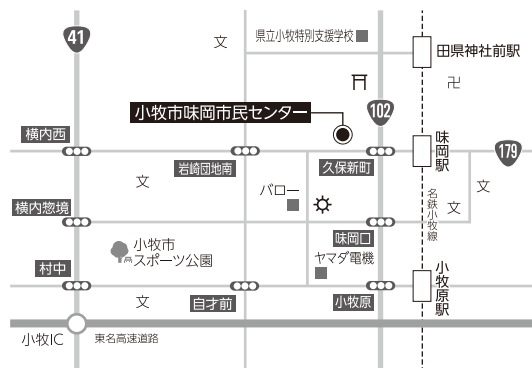 41
文
県立小牧特別支援学校
田県神社前駅
卍
小牧市味岡市民センター
102
横内西
岩崎団地南
久保新町
味岡駅
179
文
バロー
文
名鉄小牧線
文
横内惣境
味岡口
小牧市
スポーツ公園
ヤマダ電機
村中
文
自才前
小牧原
小牧原駅
小牧IC
東名高速道路